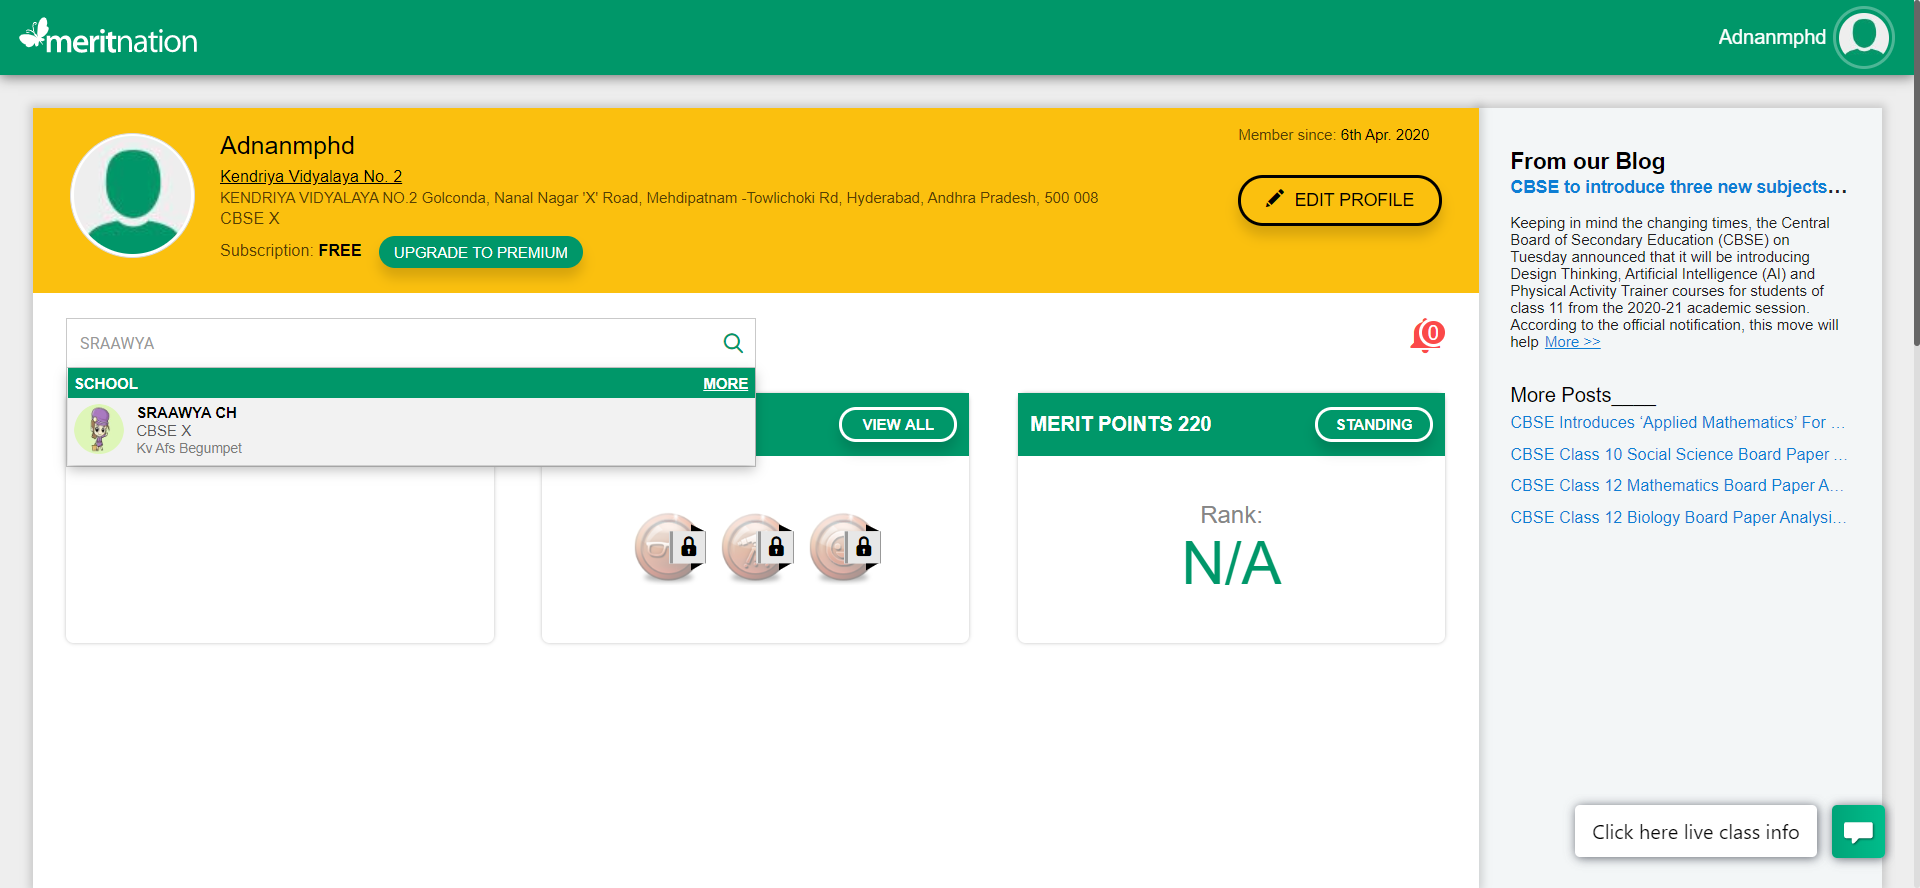 meritnation
Adnanmphd
Adnanmphd
Member since: 6th Apr. 2020
Kendriya Vidyalaya No. 2
KENDRIYA VIDYALAYA NO.2 Golconda, Nanal Nagar 'X' Road, Mehdipatnam -Towlichoki Rd, Hyderabad, Andhra Pradesh, 500 008
CBSE X
EDIT PROFILE
Subscription: FREE
UPGRADE TO PREMIUM
SRAAWYA
0
SCHOOL
MORE
SRAAWYA CH
CBSE X
Kv Afs Begumpet
VIEW ALL
MERIT POINTS 220
STANDING
Rank:
N/A
From our Blog
CBSE to introduce three new subjects...
Keeping in mind the changing times, the Central
Board of Secondary Education (CBSE) on
Tuesday announced that it will be introducing
Design Thinking, Artificial Intelligence (AI) and
Physical Activity Trainer courses for students of
class 11 from the 2020-21 academic session.
According to the official notification, this move will
help More >>
More Posts____
CBSE Introduces ‘Applied Mathematics’ For ...
CBSE Class 10 Social Science Board Paper ...
CBSE Class 12 Mathematics Board Paper A...
CBSE Class 12 Biology Board Paper Analysi...
Click here live class info